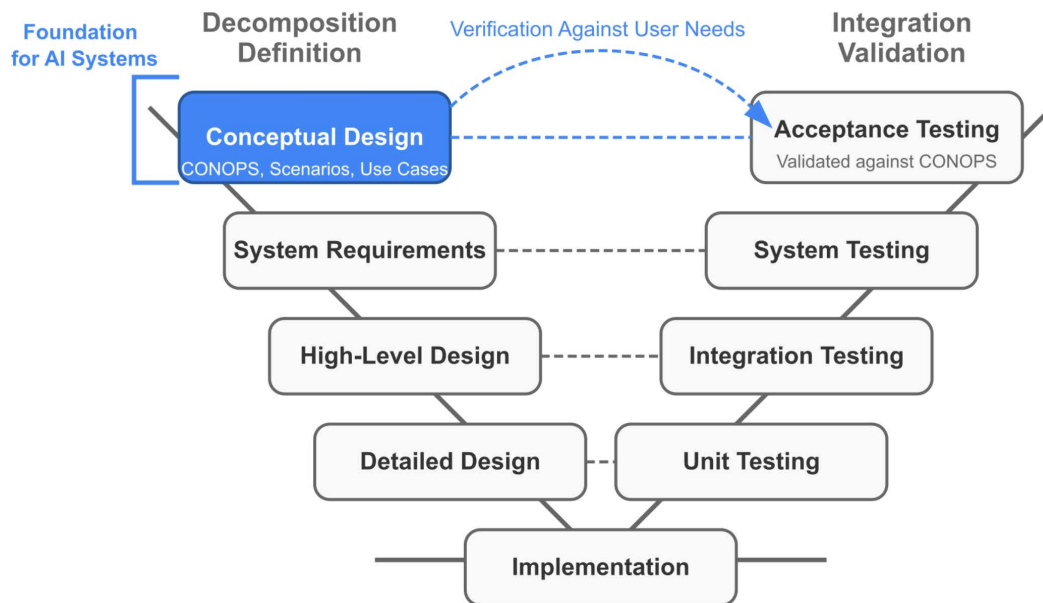 Foundation
for AI Systems
Decomposition
Definition
Verification Against User Needs
Integration
Validation
Conceptual Design
CONOPS, Scenarios, Use Cases
Acceptance Testing
Validated against CONOPS
System Requirements
System Testing
High-Level Design
Integration Testing
Detailed Design
Unit Testing
Implementation